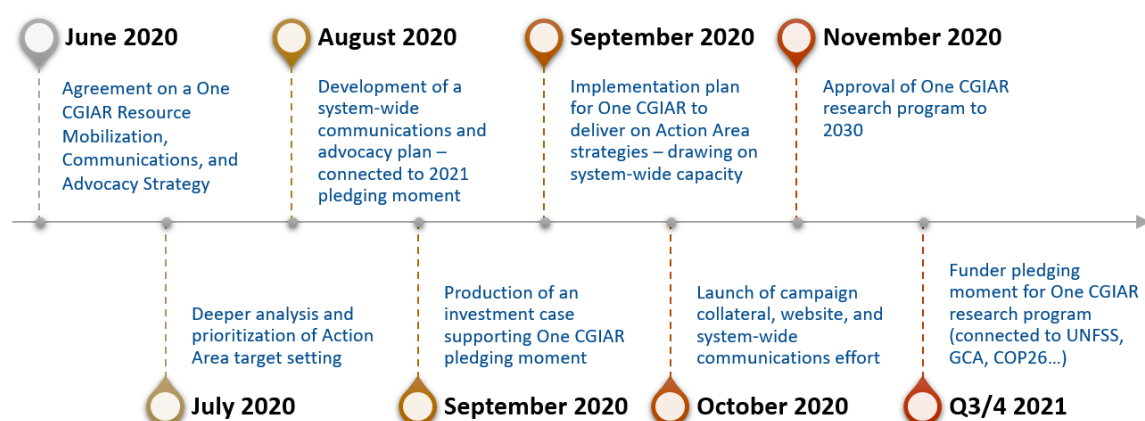 June 2020
Agreement on a One
CGIAR Resource
Mobilization,
Communications, and
Advocacy Strategy
August 2020
Development of a
system-wide
communications and
advocacy plan –
connected to 2021
pledging moment
September 2020
Implementation plan
for One CGIAR to
deliver on Action Area
strategies – drawing on
system-wide capacity
November 2020
Approval of One CGIAR
research program to
2030
Deeper analysis and
prioritization of Action
Area target setting
July 2020
Production of an
investment case
supporting One CGIAR
pledging moment
September 2020
Launch of campaign
collateral, website, and
system-wide
communications effort
October 2020
Funder pledging
moment for One CGIAR
research program
(connected to UNFSS,
GCA, COP26...)
Q3/4 2021